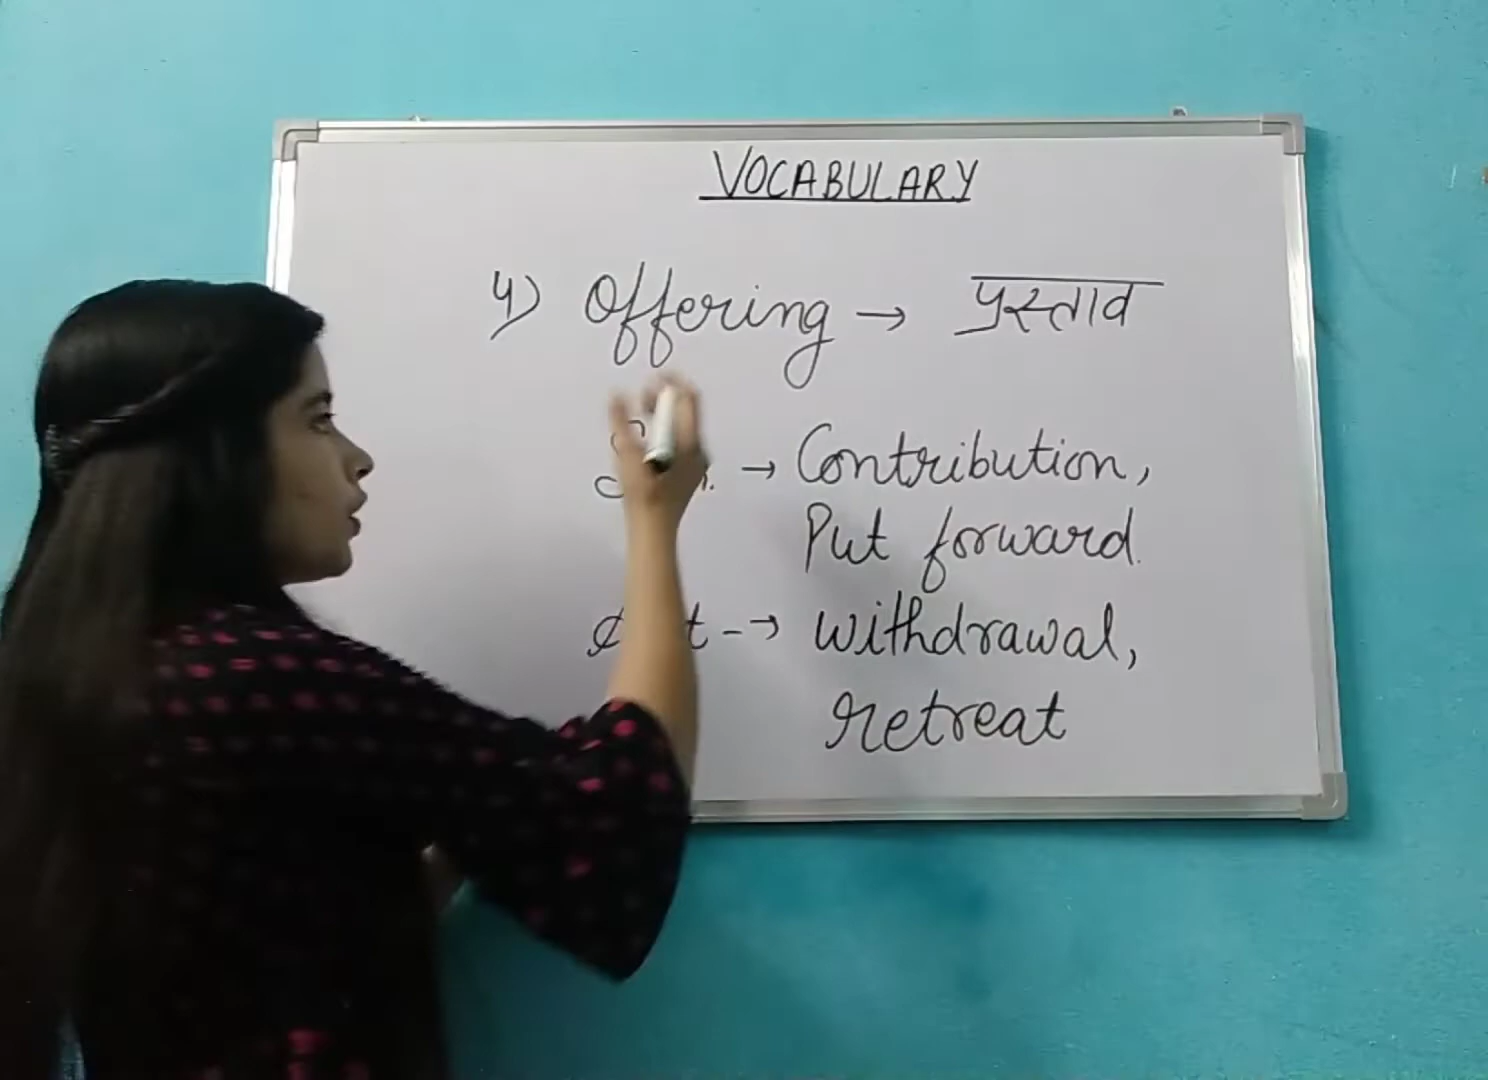 VOCABULARY
4) Offering → प्रस्ताव
→ Contribution,
Put forward.
-→ Withdrawal,
retreat